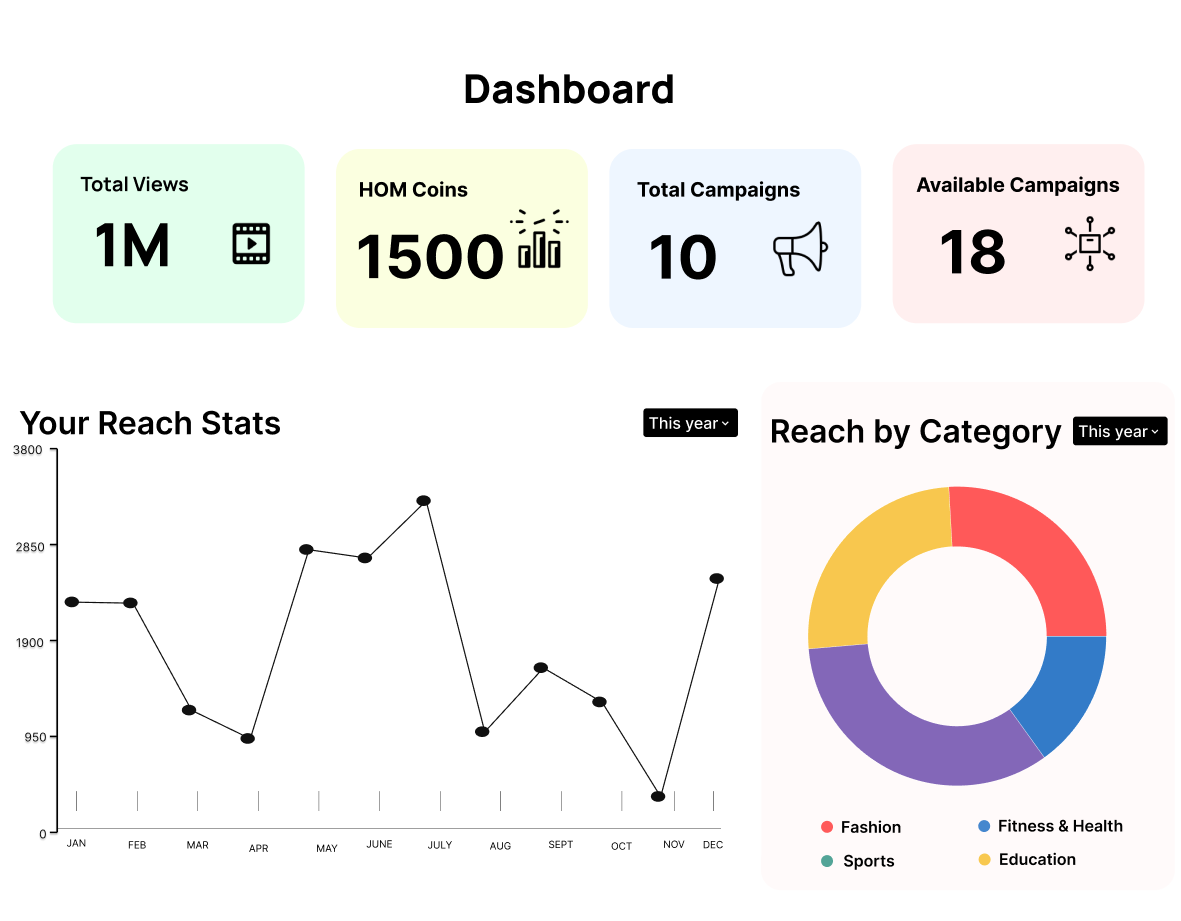 Dashboard
Total Views
1M
HOM Coins
1500
Total Campaigns
10
Available Campaigns
18
Your Reach Stats
This year
3800
2850
1900
950
0
JAN
FEB
MAR
APR
MAY
JUNE
JULY
AUG
SEPT
OCT
NOV
DEC
Reach by Category
This year
Fashion
Fitness & Health
Sports
Education